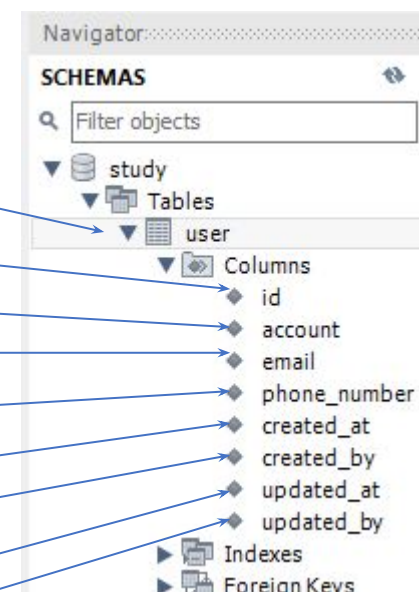 Navigator
SCHEMAS
Filter objects
study
Tables
user
Columns
id
account
email
phone_number
created_at
created_by
updated_at
updated_by
Indexes
Foreign Keys